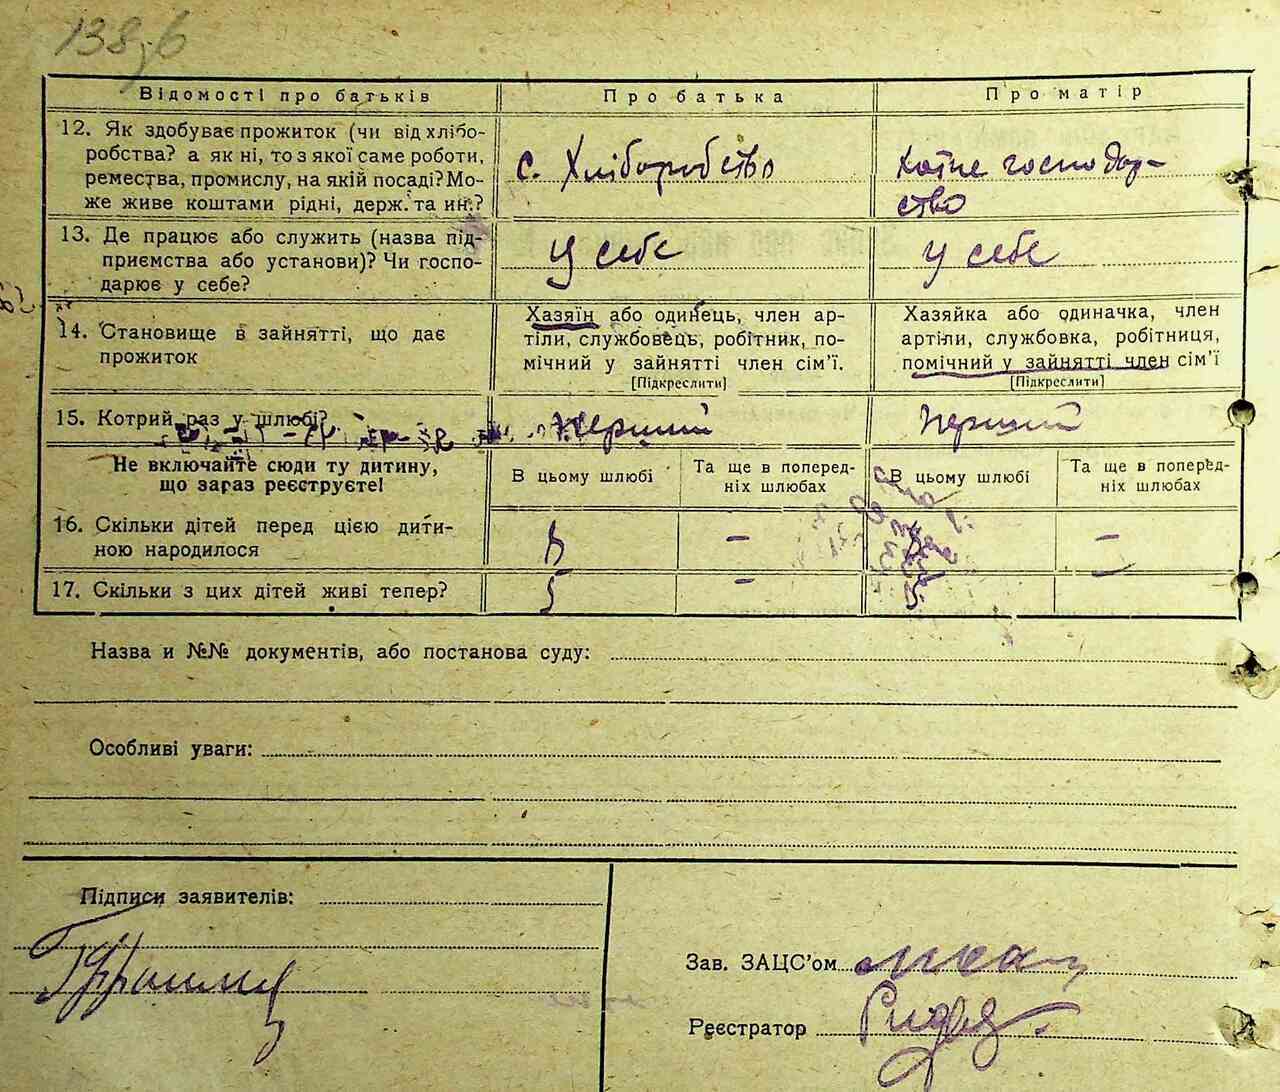 138
Відомості про батьків
Про батька
Про матір
12. Як здобуває прожиток (чи від хлібо-
робства? а як ні, то з якої саме роботи,
ремества, промислу, на якій посаді? Мо-
же живе коштами рідні, держ. та ин.?
с. Хліборобство
хатне господар-
ство
13. Де працює або служить (назва під-
приємства або установи)? Чи госпо-
дарює у себе?
у себе
у себе
14. Становище в зайнятті, що дає
прожиток
Хазяїн або одинець, член ар-
тіли, службовець, робітник, по-
мічний у зайнятті член сім'ї.
[Підкреслити]
Хазяйка або одиначка, член
артіли, службовка, робітниця,
помічний у зайнятті член сім'ї
[Підкреслити]
15. Котрий раз у шлюбі?
Перший
Перший
Не включайте сюди ту дитину,
що зараз реєструєте!
В цьому шлюбі
Та ще в поперед-
ніх шлюбах
В цьому шлюбі
Та ще в поперед-
ніх шлюбах
16. Скільки дітей перед цією дити-
ною народилося
–
–
17. Скільки з цих дітей живі тепер?
5
–
5
–
Назва и №№ документів, або постанова суду:
Особливі уваги:
Підписи заявителів:
Зав. ЗАЦС'ом
Реєстратор